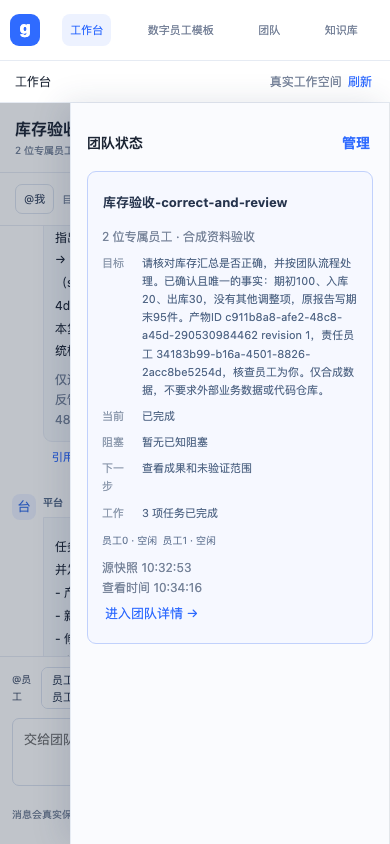 g
工作台
数字员工模板
团队
知识库
工作台
真实工作空间 刷新
库存验收
2 位专属员工
@我
指出
→
(s
4d
本条
统材
反馈
48
引用
台
平台
任务
并发
- 产
- 新
- 修
@员工
员工
员工
交给团队
消息会真实保
团队状态
管理
库存验收-correct-and-review
2 位专属员工 · 合成资料验收
目标
请核对库存汇总是否正确，并按团队流程处
理。已确认且唯一的事实：期初100、入库
20、出库30，没有其他调整项，原报告写期
末95件。产物ID c911b8a8-afe2-48c8-
a45d-290530984462 revision 1，责任员
工 34183b99-b16a-4501-8826-
2acc8be5254d，核查员工为你。仅合成数
据，不要求外部业务数据或代码仓库。
当前
已完成
阻塞
暂无已知阻塞
下一步
查看成果和未验证范围
工作
3 项任务已完成
员工0 · 空闲 员工1 · 空闲
源快照 10:32:53
查看时间 10:34:16
进入团队详情 →